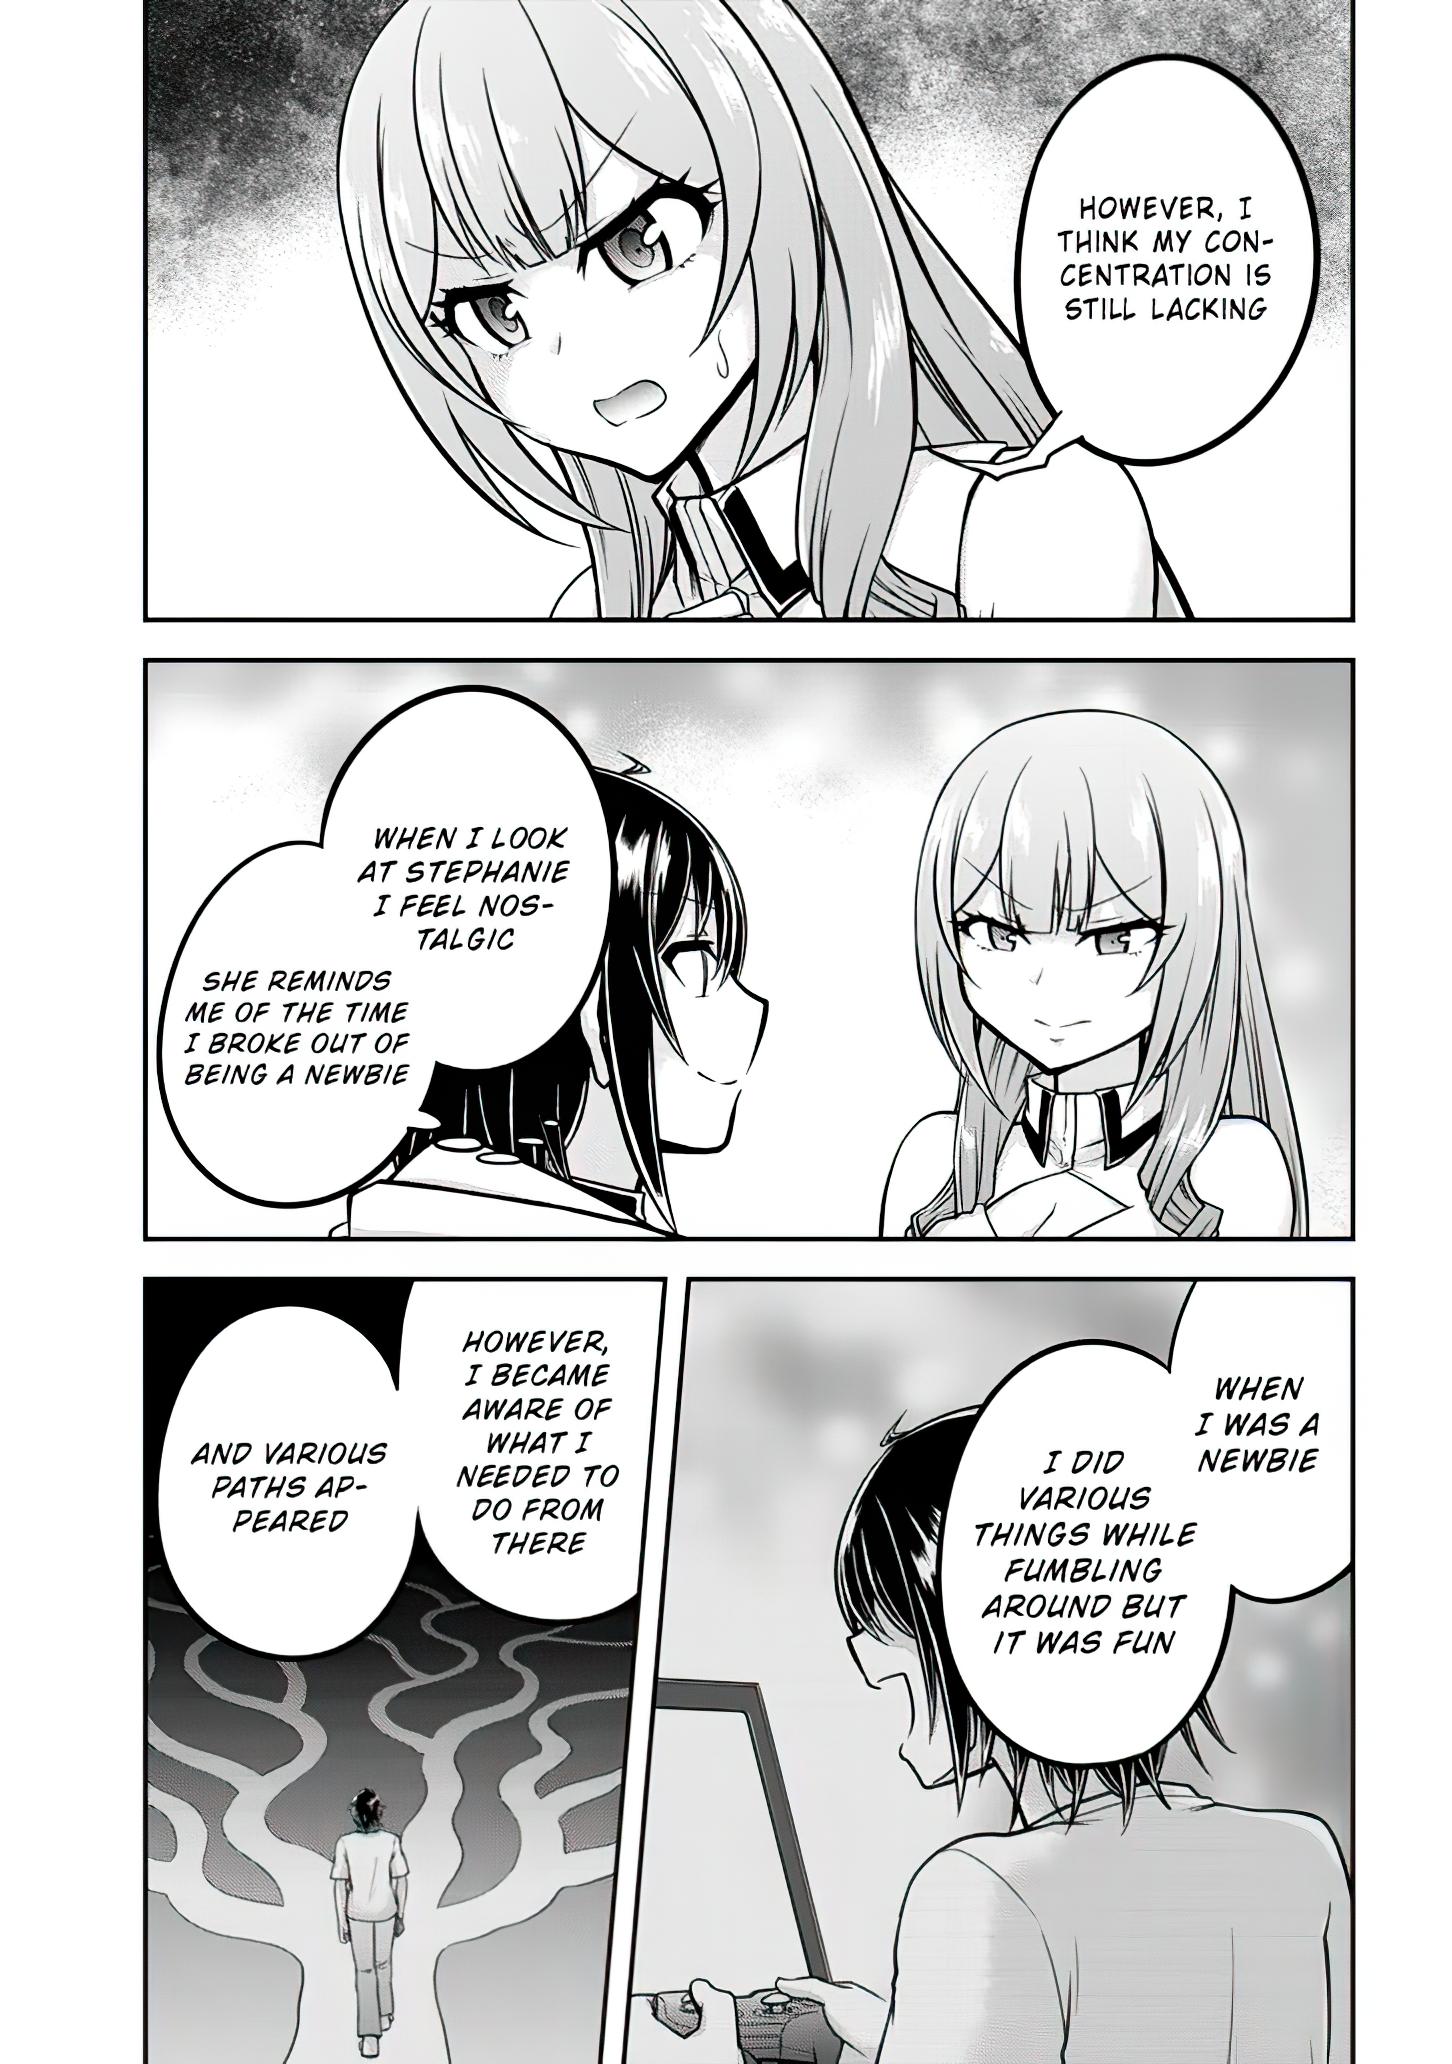 HOWEVER, I
THINK MY CON-
CENTRATION IS
STILL LACKING
WHEN I LOOK
AT STEPHANIE
I FEEL NOS-
TALGIC
SHE REMINDS
ME OF THE TIME
I BROKE OUT OF
BEING A NEWBIE
WHEN
I WAS A
NEWBIE
I DID
VARIOUS
THINGS WHILE
FUMBLING
AROUND BUT
IT WAS FUN
HOWEVER,
I BECAME
AWARE OF
WHAT I
NEEDED TO
DO FROM
THERE
AND VARIOUS
PATHS AP-
PEARED